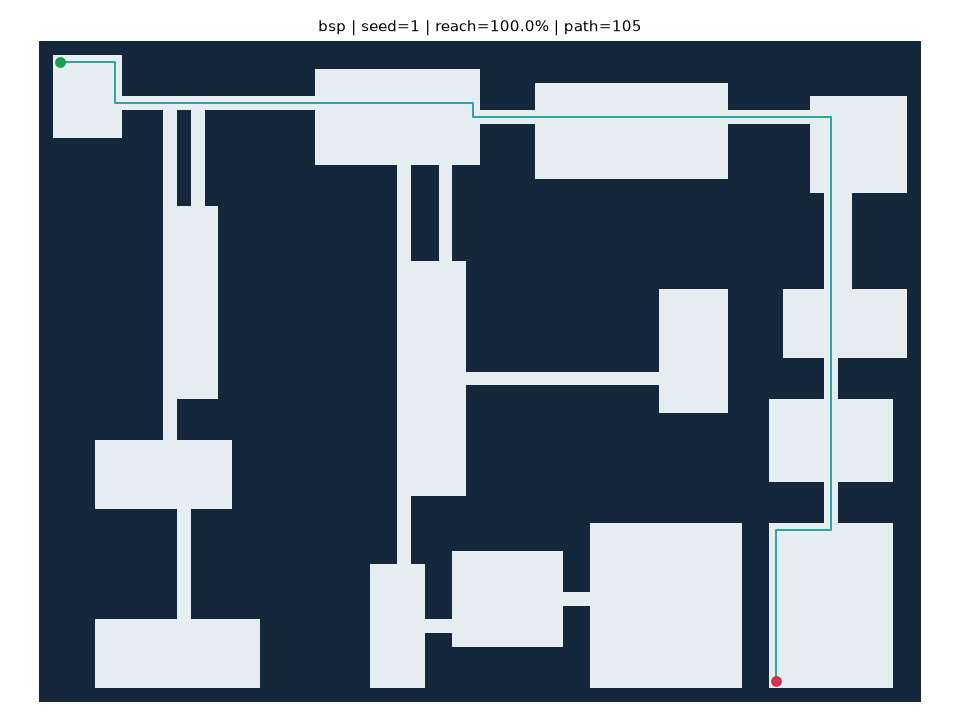 bsp | seed=1 | reach=100.0% | path=105